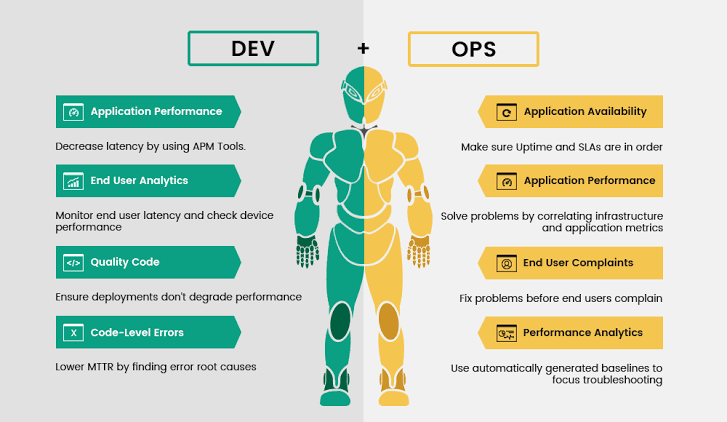 DEV + OPS
Application Performance
Decrease latency by using APM Tools.
End User Analytics
Monitor end user latency and check device
performance
</>
Quality Code
Ensure deployments don't degrade performance
X
Code-Level Errors
Lower MTTR by finding error root causes
Application Availability
Make sure Uptime and SLAs are in order
Application Performance
Solve problems by correlating infrastructure
and application metrics
End User Complaints
Fix problems before end users complain
Performance Analytics
Use automatically generated baselines to
focus troubleshooting